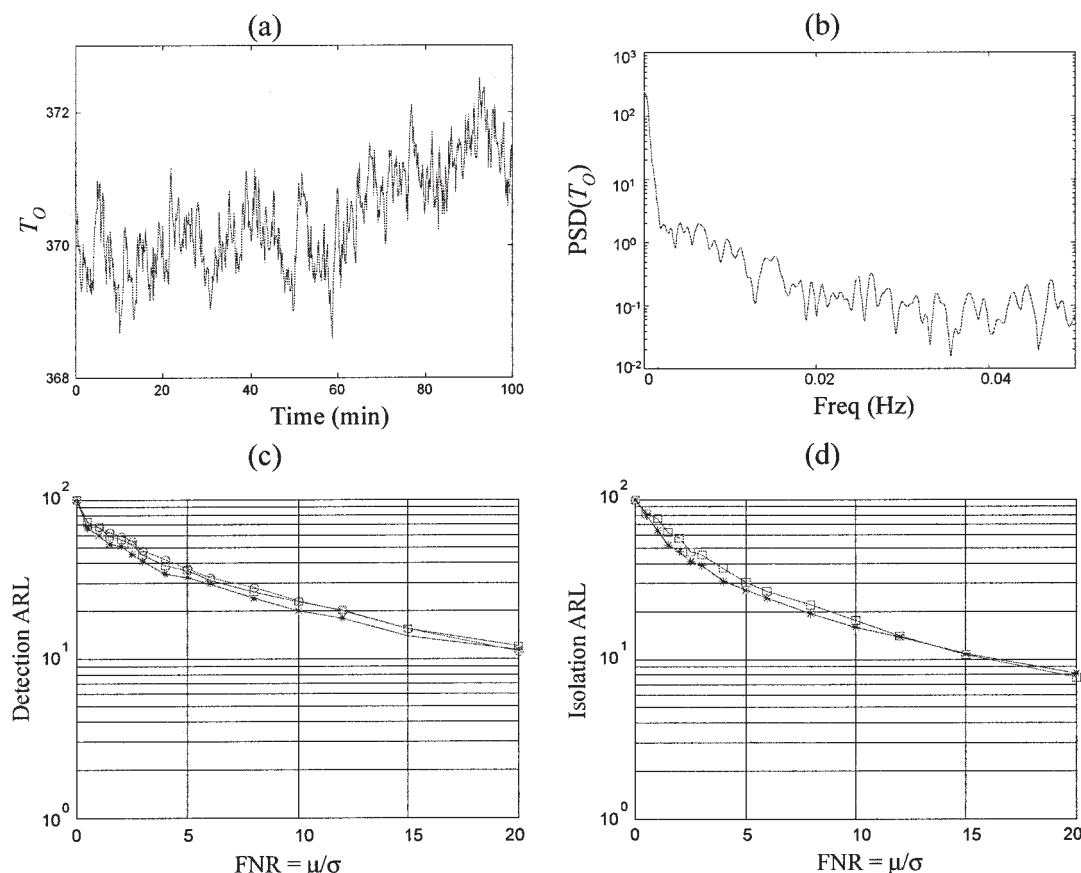 (a)
373
372
370
368
T_O
0 20 40 60 80 100
Time (min)
(b)
10^3
10^2
10^1
10^0
10^-1
10^-2
PSD(T_O)
0 0.02 0.04
Freq (Hz)
(c)
10^2
10^1
10^0
Detection ARL
0 5 10 15 20
FNR = μ/σ
(d)
10^2
10^1
10^0
Isolation ARL
0 5 10 15 20
FNR = μ/σ